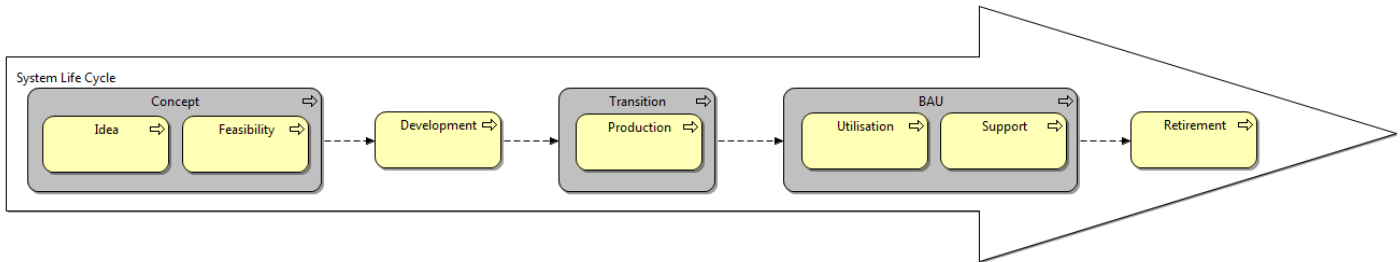 System Life Cycle
Concept
Idea
Feasibility
Development
Transition
Production
BAU
Utilisation
Support
Retirement